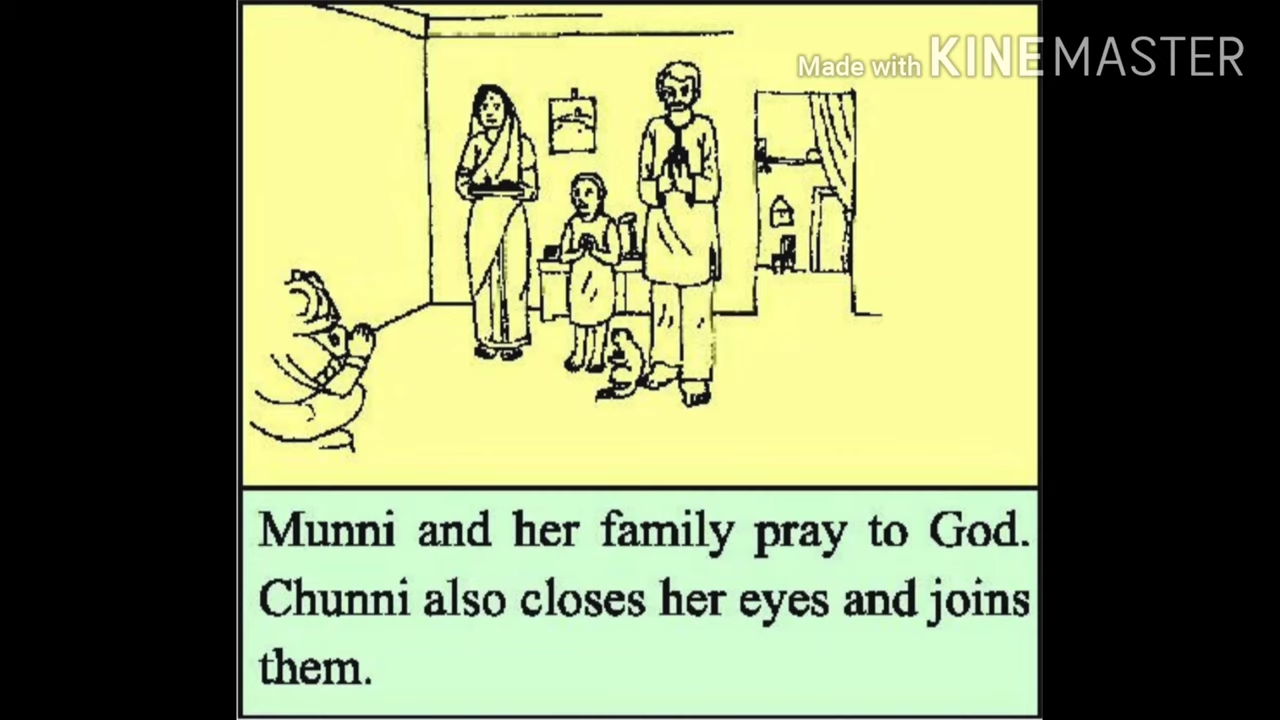 Made with KINEMASTER
Munni and her family pray to God.
Chunni also closes her eyes and joins
them.